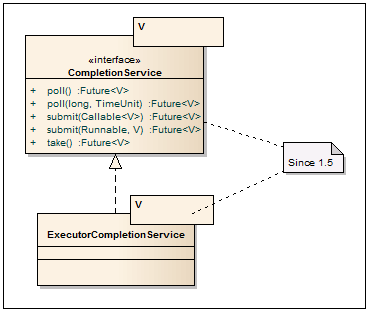 V
«interface»
CompletionService
+ poll() :Future<V>
+ poll(long, TimeUnit) :Future<V>
+ submit(Callable<V>) :Future<V>
+ submit(Runnable, V) :Future<V>
+ take() :Future<V>
Since 1.5
V
ExecutorCompletionService